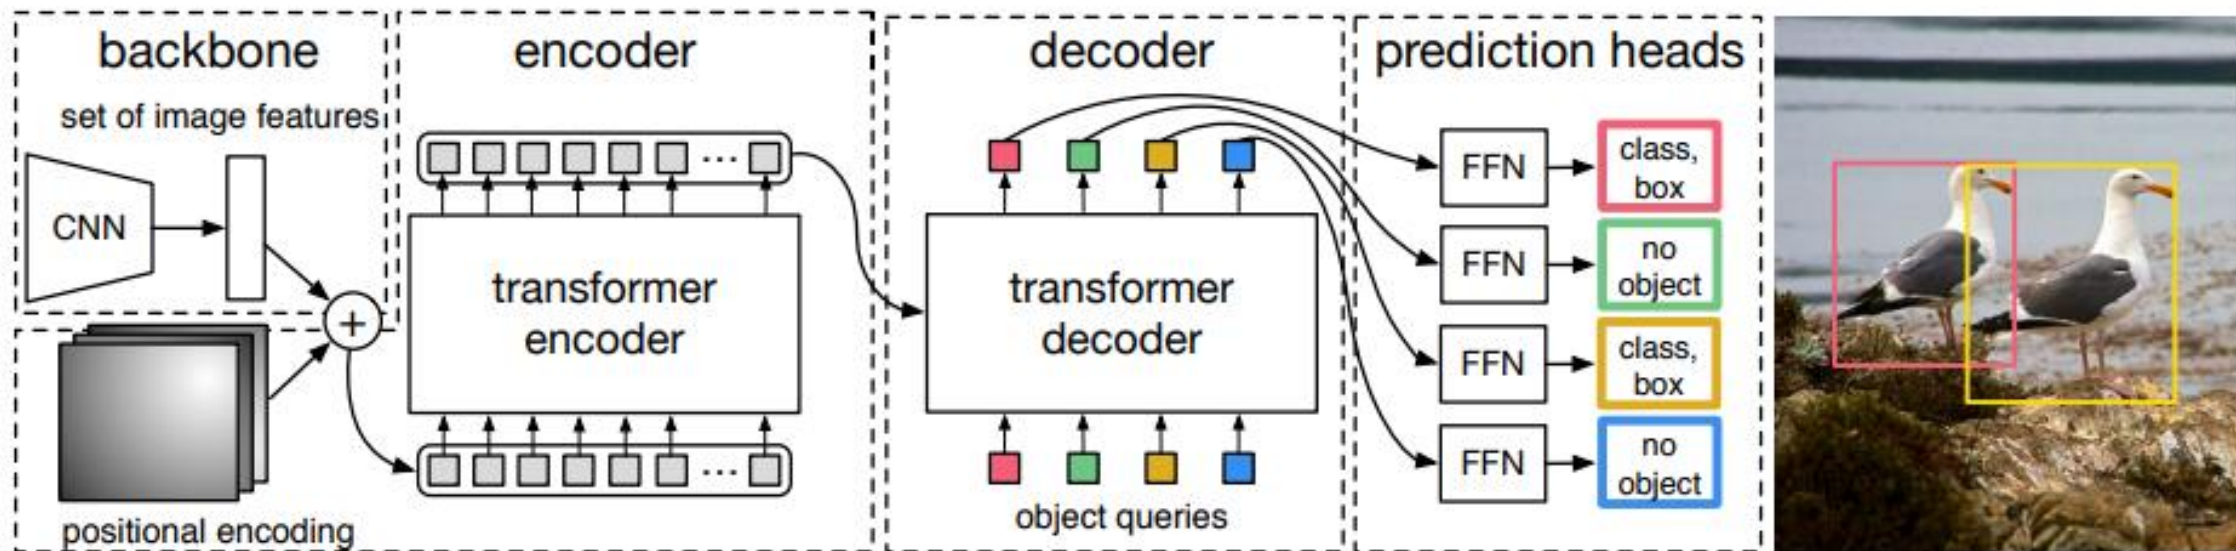 backbone
set of image features
CNN
+
positional encoding
encoder
...
transformer
encoder
...
decoder
transformer
decoder
object queries
prediction heads
FFN
class,
box
FFN
no
object
FFN
class,
box
FFN
no
object